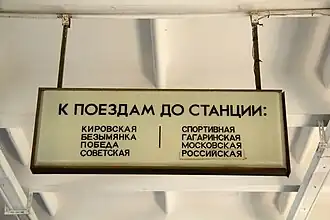 К ПОЕЗДАМ ДО СТАНЦИИ:
КИРОВСКАЯ
БЕЗЫМЯНКА
ПОБЕДА
СОВЕТСКАЯ
СПОРТИВНАЯ
ГАГАРИНСКАЯ
МОСКОВСКАЯ
РОССИЙСКАЯ